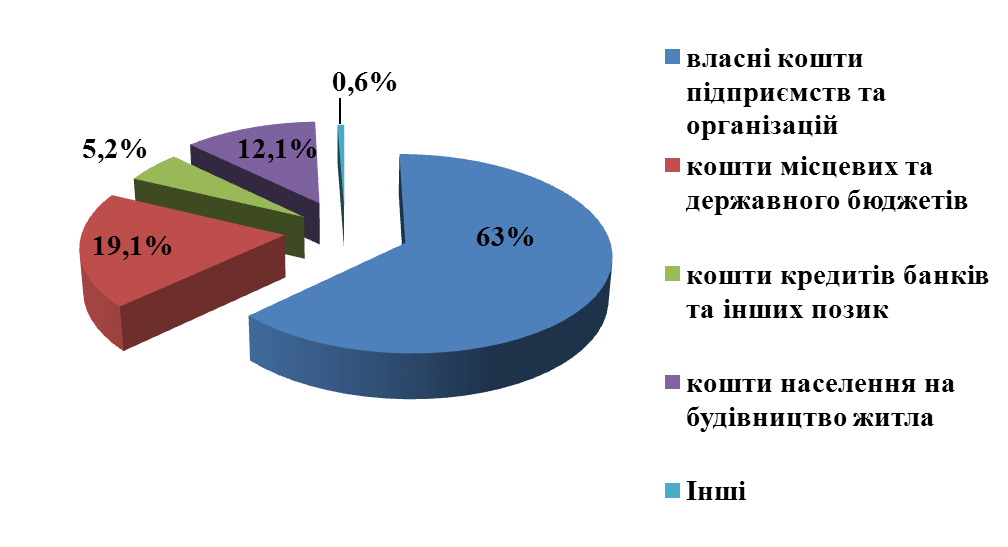 0,6%
5,2%
12,1%
19,1%
63%
власні кошти
підприємств та
організацій
кошти місцевих та
державного бюджетів
кошти кредитів банків
та інших позик
кошти населення на
будівництво житла
Інші